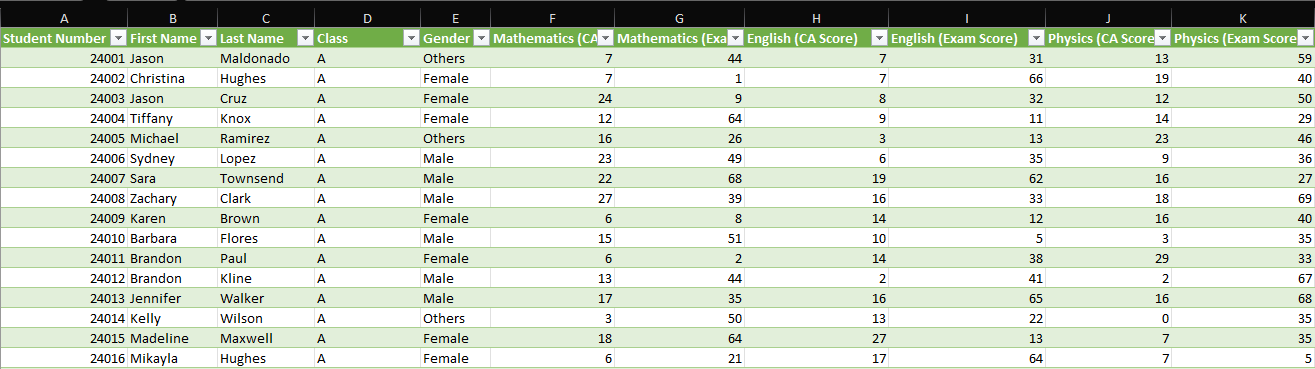 A B C D E F G H I J K
Student Number First Name Last Name Class Gender Mathematics (CA Mathematics (Exa English (CA Score) English (Exam Score) Physics (CA Score Physics (Exam Score
24001 Jason Maldonado A Others 7 44 7 31 13 59
24002 Christina Hughes A Female 7 1 7 66 19 40
24003 Jason Cruz A Female 24 9 8 32 12 50
24004 Tiffany Knox A Female 12 64 9 11 14 29
24005 Michael Ramirez A Others 16 26 3 13 23 46
24006 Sydney Lopez A Male 23 49 6 35 9 36
24007 Sara Townsend A Male 22 68 19 62 16 27
24008 Zachary Clark A Male 27 39 16 33 18 69
24009 Karen Brown A Female 6 8 14 12 16 40
24010 Barbara Flores A Male 15 51 10 5 3 35
24011 Brandon Paul A Female 6 2 14 38 29 33
24012 Brandon Kline A Male 13 44 2 41 2 67
24013 Jennifer Walker A Male 17 35 16 65 16 68
24014 Kelly Wilson A Others 3 50 13 22 0 35
24015 Madeline Maxwell A Female 18 64 27 13 7 35
24016 Mikayla Hughes A Female 6 21 17 64 7 5